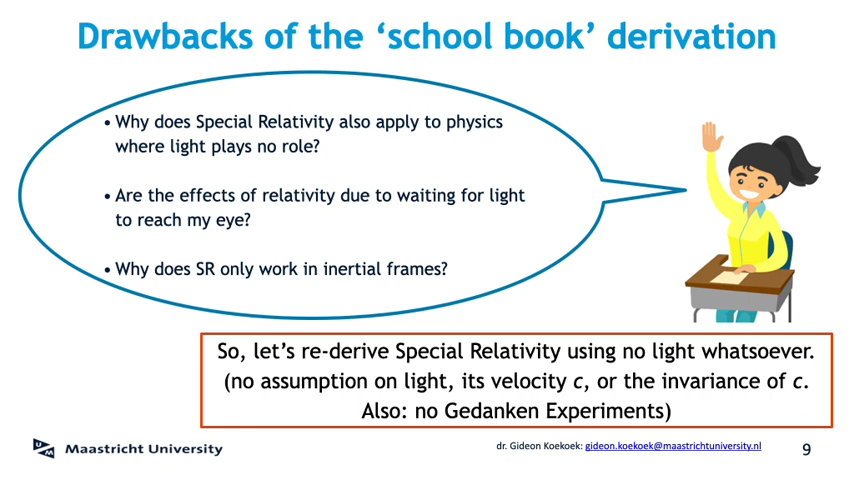 Drawbacks of the ‘school book’ derivation
• Why does Special Relativity also apply to physics
where light plays no role?
• Are the effects of relativity due to waiting for light
to reach my eye?
• Why does SR only work in inertial frames?
So, let’s re-derive Special Relativity using no light whatsoever.
(no assumption on light, its velocity c, or the invariance of c.
Also: no Gedanken Experiments)
UM Maastricht University
dr. Gideon Koekoek: gideon.koekoek@maastrichtuniversity.nl
9